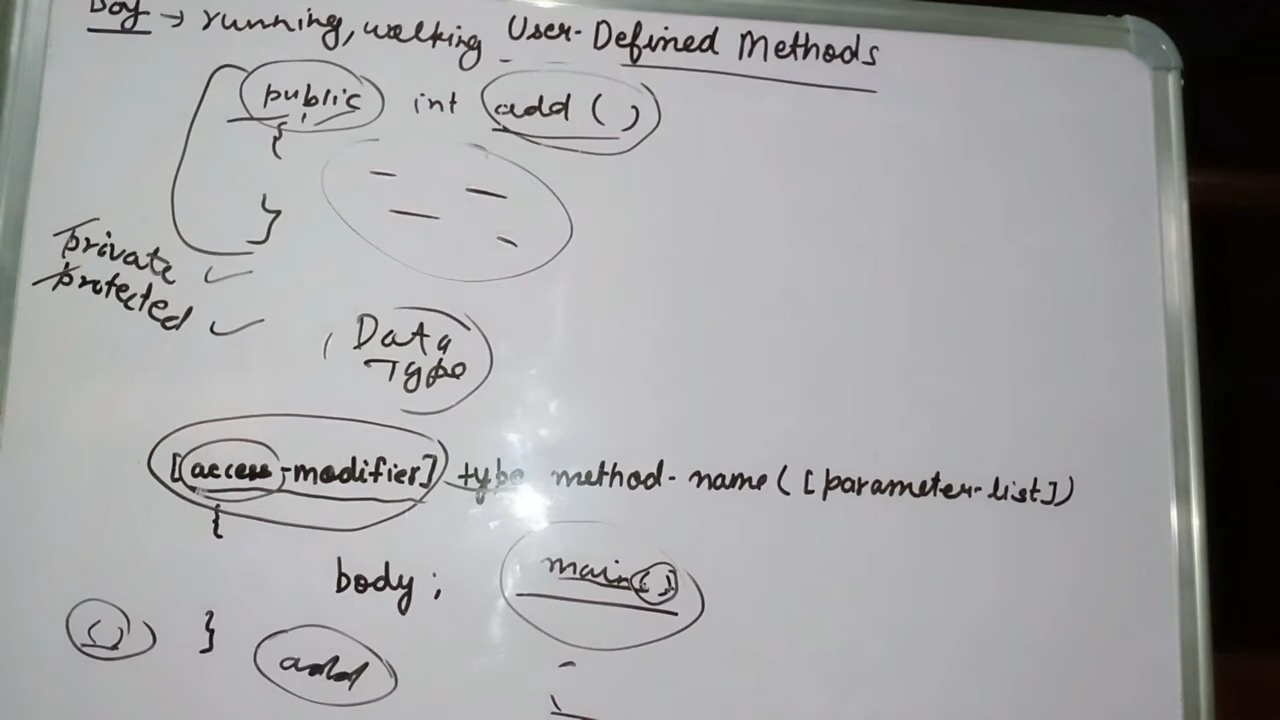 Boy → running, walking User-Defined Methods
public int add ( )
{
}
private ✓
protected ✓
Data
Type
[access-modifier] type method-name ( [parameter-list] )
{
body ;
main ( )
( )
}
add